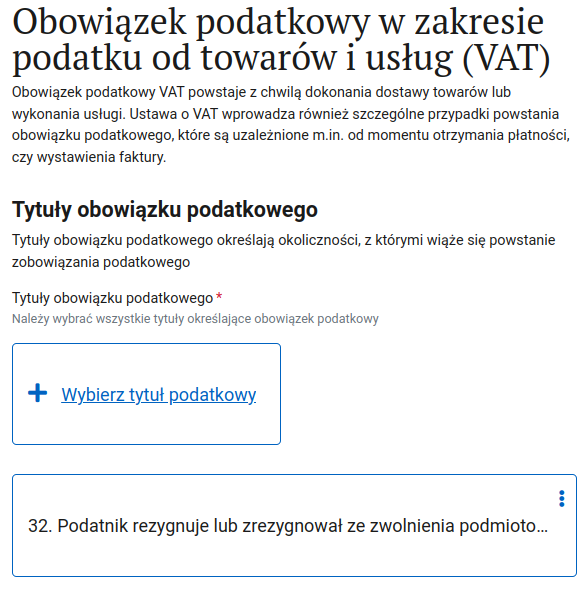 Obowiązek podatkowy w zakresie
podatku od towarów i usług (VAT)
Obowiązek podatkowy VAT powstaje z chwilą dokonania dostawy towarów lub
wykonania usługi. Ustawa o VAT wprowadza również szczególne przypadki powstania
obowiązku podatkowego, które są uzależnione m.in. od momentu otrzymania płatności,
czy wystawienia faktury.
Tytuły obowiązku podatkowego
Tytuły obowiązku podatkowego określają okoliczności, z którymi wiąże się powstanie
zobowiązania podatkowego
Tytuły obowiązku podatkowego *
Należy wybrać wszystkie tytuły określające obowiązek podatkowy
Wybierz tytuł podatkowy
32. Podatnik rezygnuje lub zrezygnował ze zwolnienia podmioto...